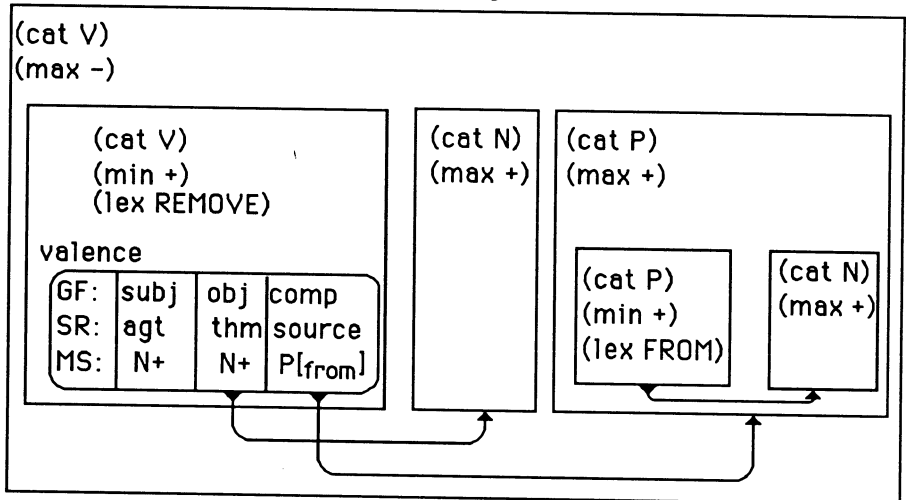 (cat V)
(max -)
(cat V)
(min +)
(lex REMOVE)
valence
GF: subj obj comp
SR: agt thm source
MS: N+ N+ P[from]
(cat N)
(max +)
(cat P)
(max +)
(cat P)
(min +)
(lex FROM)
(cat N)
(max +)